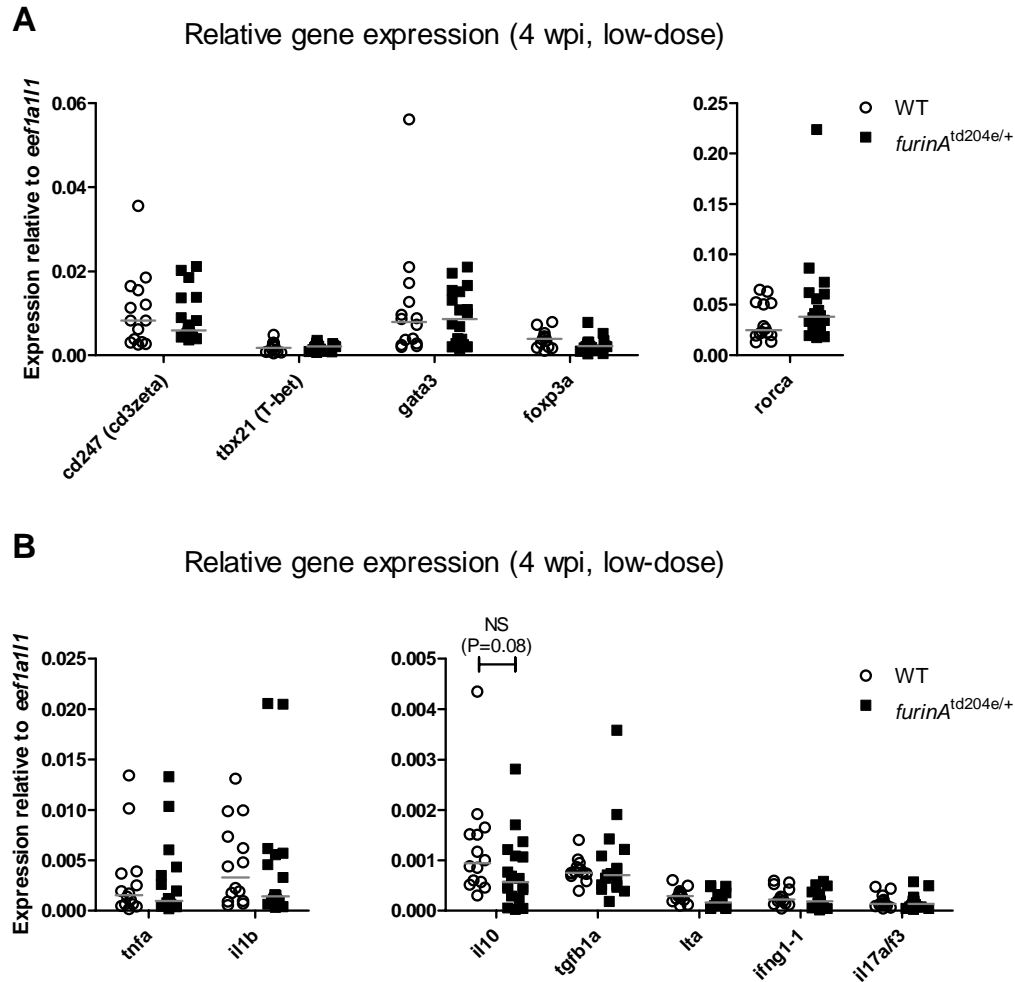 A
Relative gene expression (4 wpi, low-dose)
Expression relative to eef1a1l1
0.06
0.04
0.02
0.00
cd247 (cd3zeta)
tbx21 (T-bet)
gata3
foxp3a
0.25
0.20
0.15
0.10
0.05
0.00
rorca
WT
furinAtd204e/+
B
Relative gene expression (4 wpi, low-dose)
Expression relative to eef1a1l1
0.025
0.020
0.015
0.010
0.005
0.000
tnfa
il1b
NS
(P=0.08)
0.005
0.004
0.003
0.002
0.001
0.000
il10
tgfb1a
lta
ifng1-1
il17a/f3
WT
furinAtd204e/+